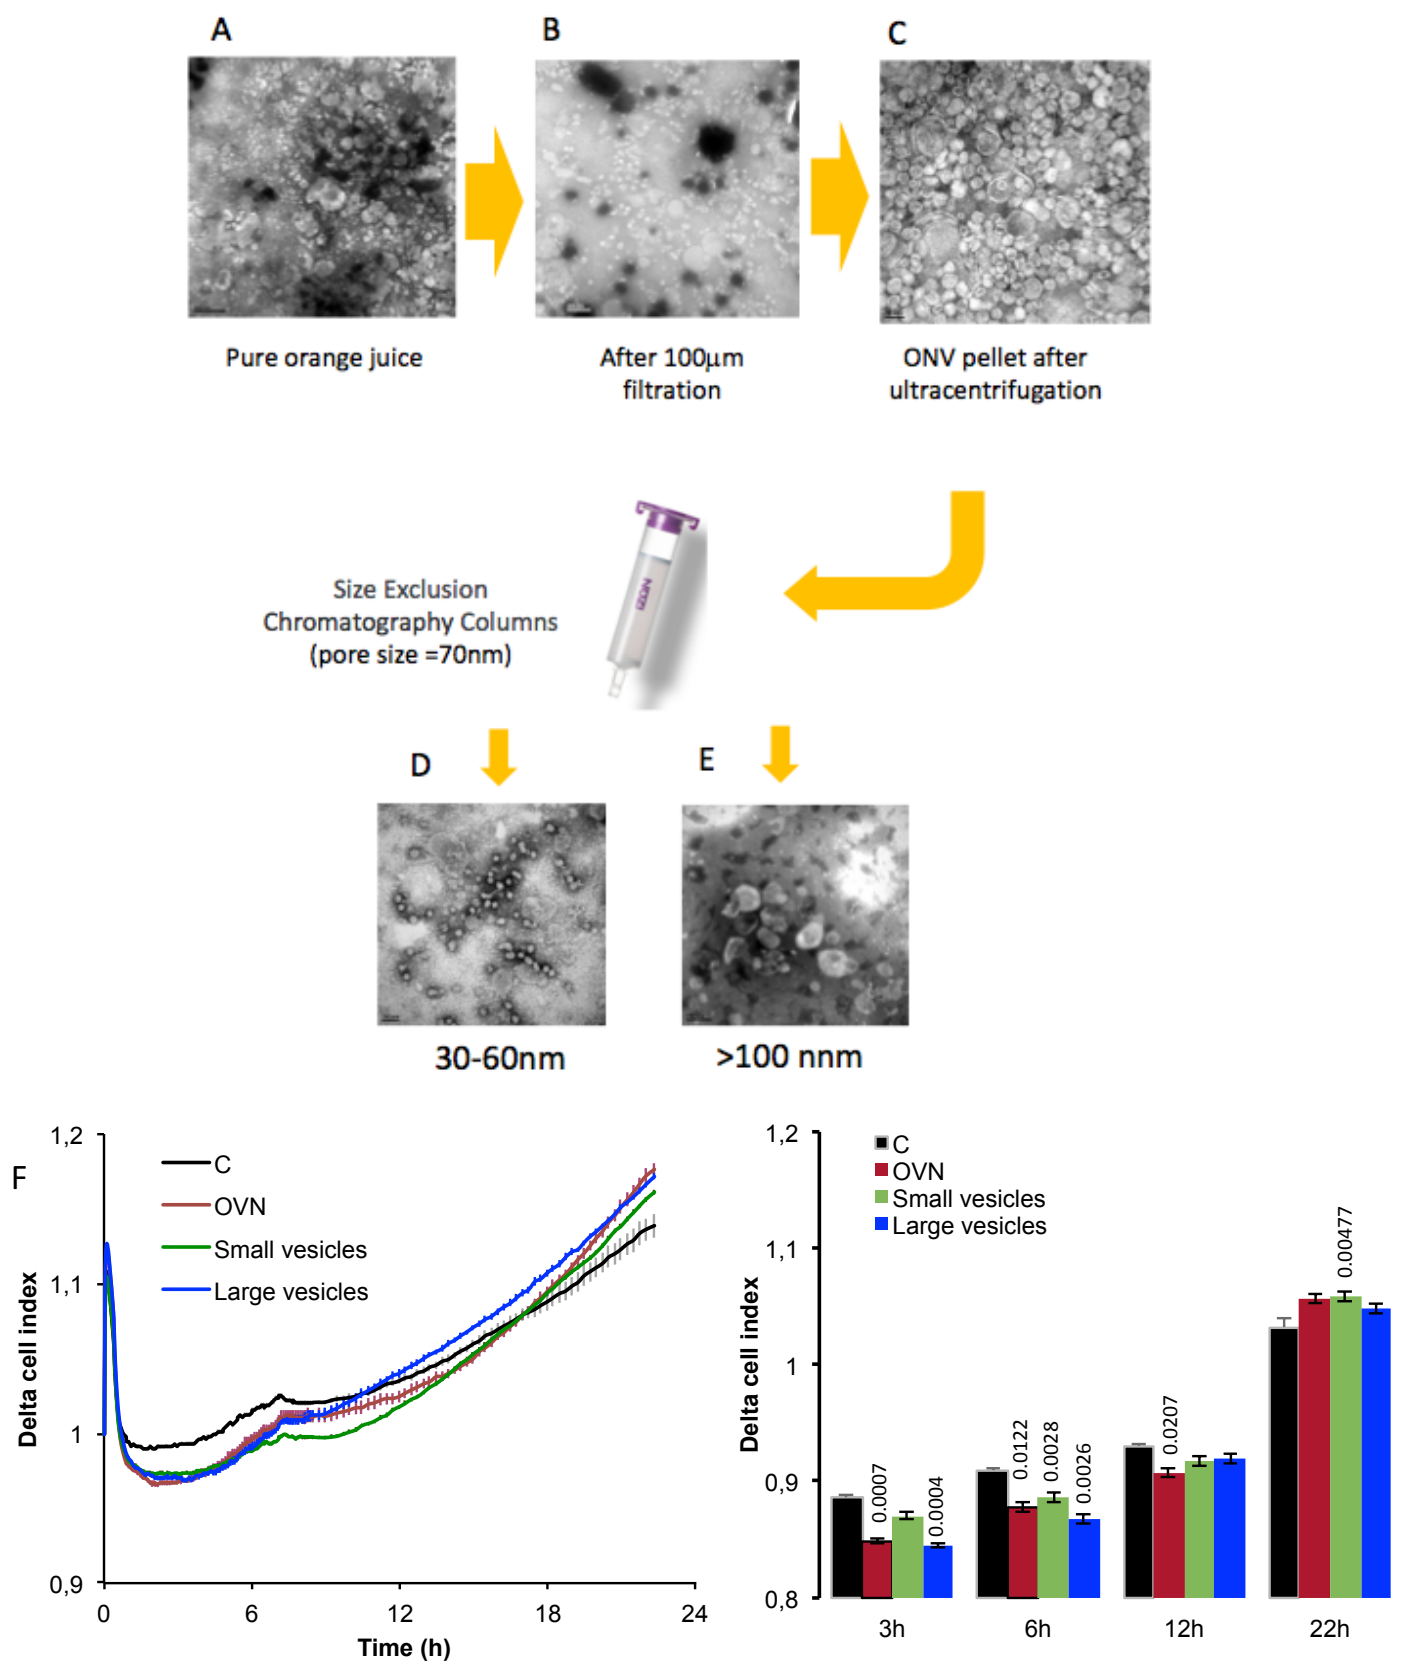 A
B
C
Pure orange juice
After 100μm
filtration
ONV pellet after
ultracentrifugation
Size Exclusion
Chromatography Columns
(pore size =70nm)
D
E
30-60nm
>100 nnm
F
1,2
1,1
1
0,9
Delta cell index
C
OVN
Small vesicles
Large vesicles
0
6
12
18
24
Time (h)
1,2
1,1
1
0,9
0,8
Delta cell index
C
OVN
Small vesicles
Large vesicles
0.0007
0.0004
0.0122
0.0028
0.0026
0.0207
0.00477
3h
6h
12h
22h